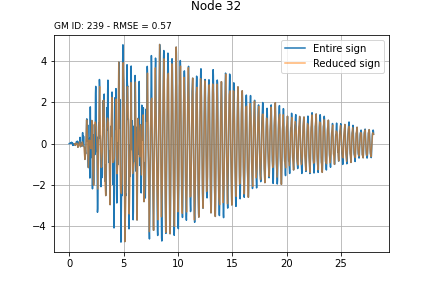 Node 32
GM ID: 239 - RMSE = 0.57
Entire sign
Reduced sign
4
2
0
−2
−4
0 5 10 15 20 25